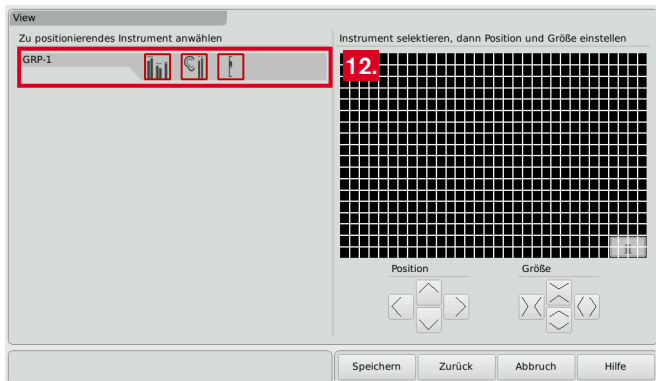 View
Zu positionierendes Instrument anwählen
GRP-1
Instrument selektieren, dann Position und Größe einstellen
12.
Position
Größe
Speichern
Zurück
Abbruch
Hilfe